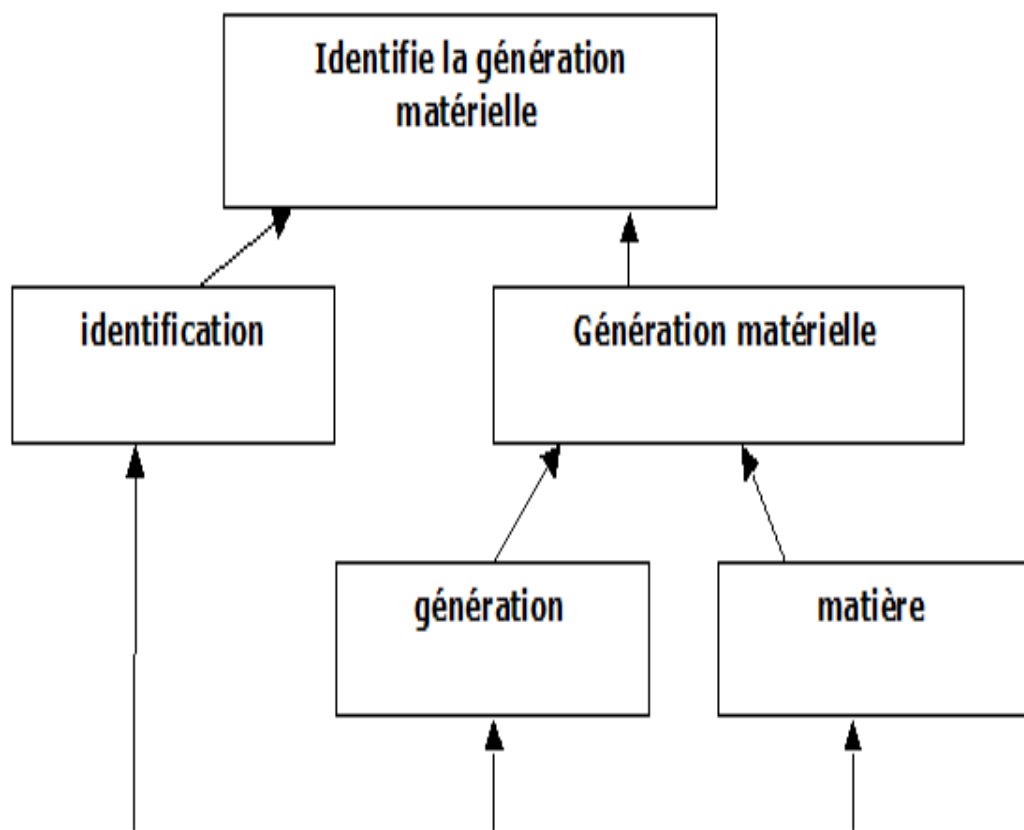 Identifie la génération
matérielle
identification
Génération matérielle
génération
matière